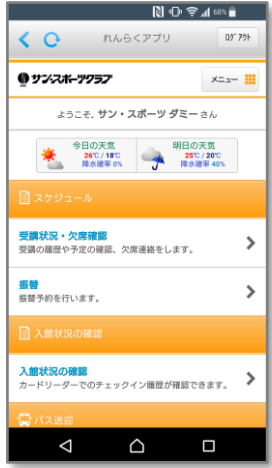 68%
れんらくアプリ
ログアウト
サン・スポーツクラブ
メニュー
ようこそ、サン・スポーツ ダミー さん
今日の天気
26℃ / 18℃
降水確率 0%
明日の天気
25℃ / 20℃
降水確率 40%
スケジュール
受講状況・欠席確認
受講の履歴や予定の確認、欠席連絡をします。
振替
振替予約を行います。
入館状況の確認
入館状況の確認
カードリーダーでのチェックイン履歴が確認できます。
バス送迎